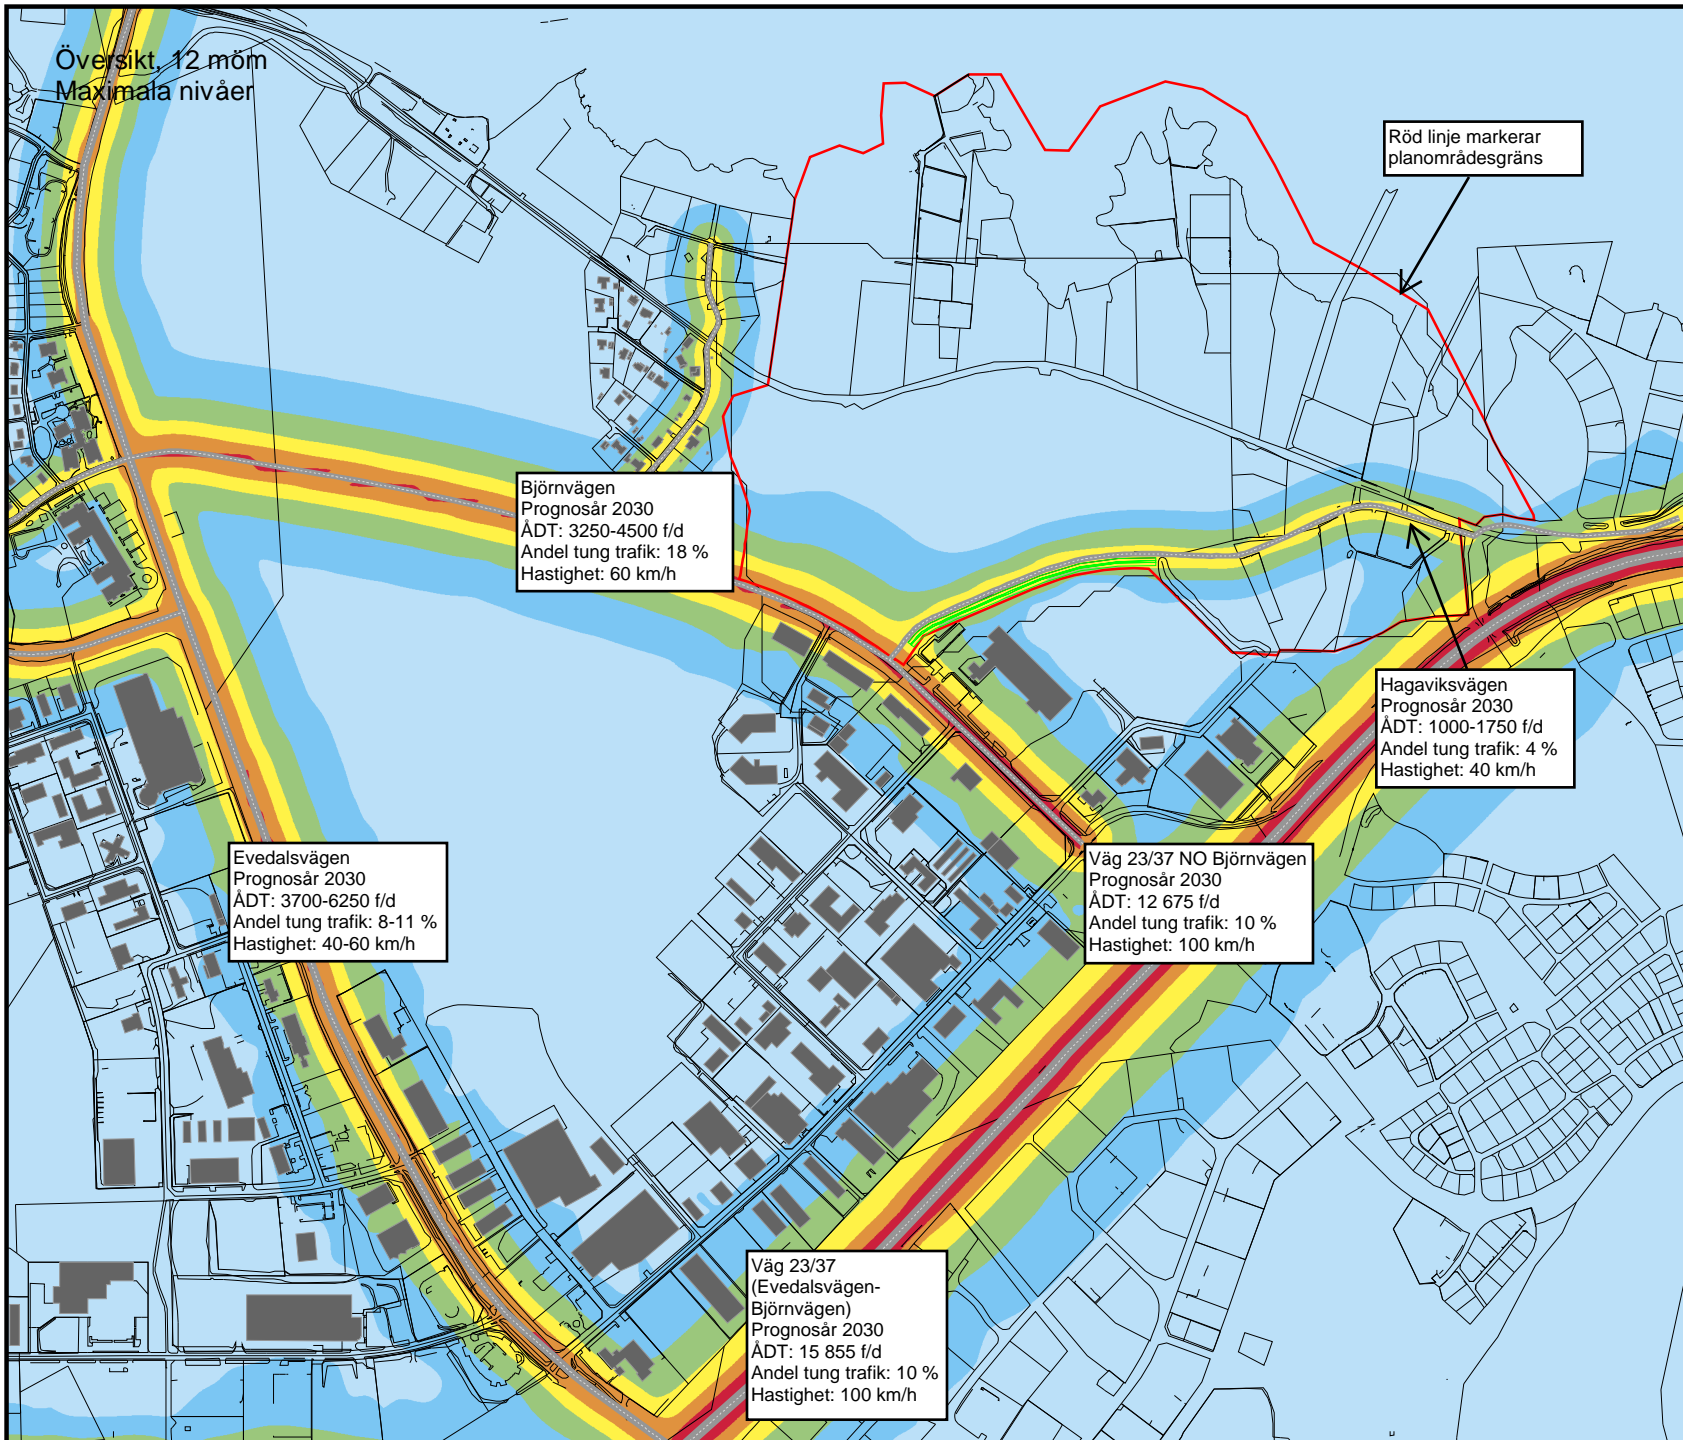 Översikt, 12 möm
Maximala nivåer
Röd linje markerar
planområdesgräns
Björnvägen
Prognosår 2030
ÅDT: 3250-4500 f/d
Andel tung trafik: 18 %
Hastighet: 60 km/h
Hagaviksvägen
Prognosår 2030
ÅDT: 1000-1750 f/d
Andel tung trafik: 4 %
Hastighet: 40 km/h
Evedalsvägen
Prognosår 2030
ÅDT: 3700-6250 f/d
Andel tung trafik: 8-11 %
Hastighet: 40-60 km/h
Väg 23/37 NO Björnvägen
Prognosår 2030
ÅDT: 12 675 f/d
Andel tung trafik: 10 %
Hastighet: 100 km/h
Väg 23/37
(Evedalsvägen-
Björnvägen)
Prognosår 2030
ÅDT: 15 855 f/d
Andel tung trafik: 10 %
Hastighet: 100 km/h